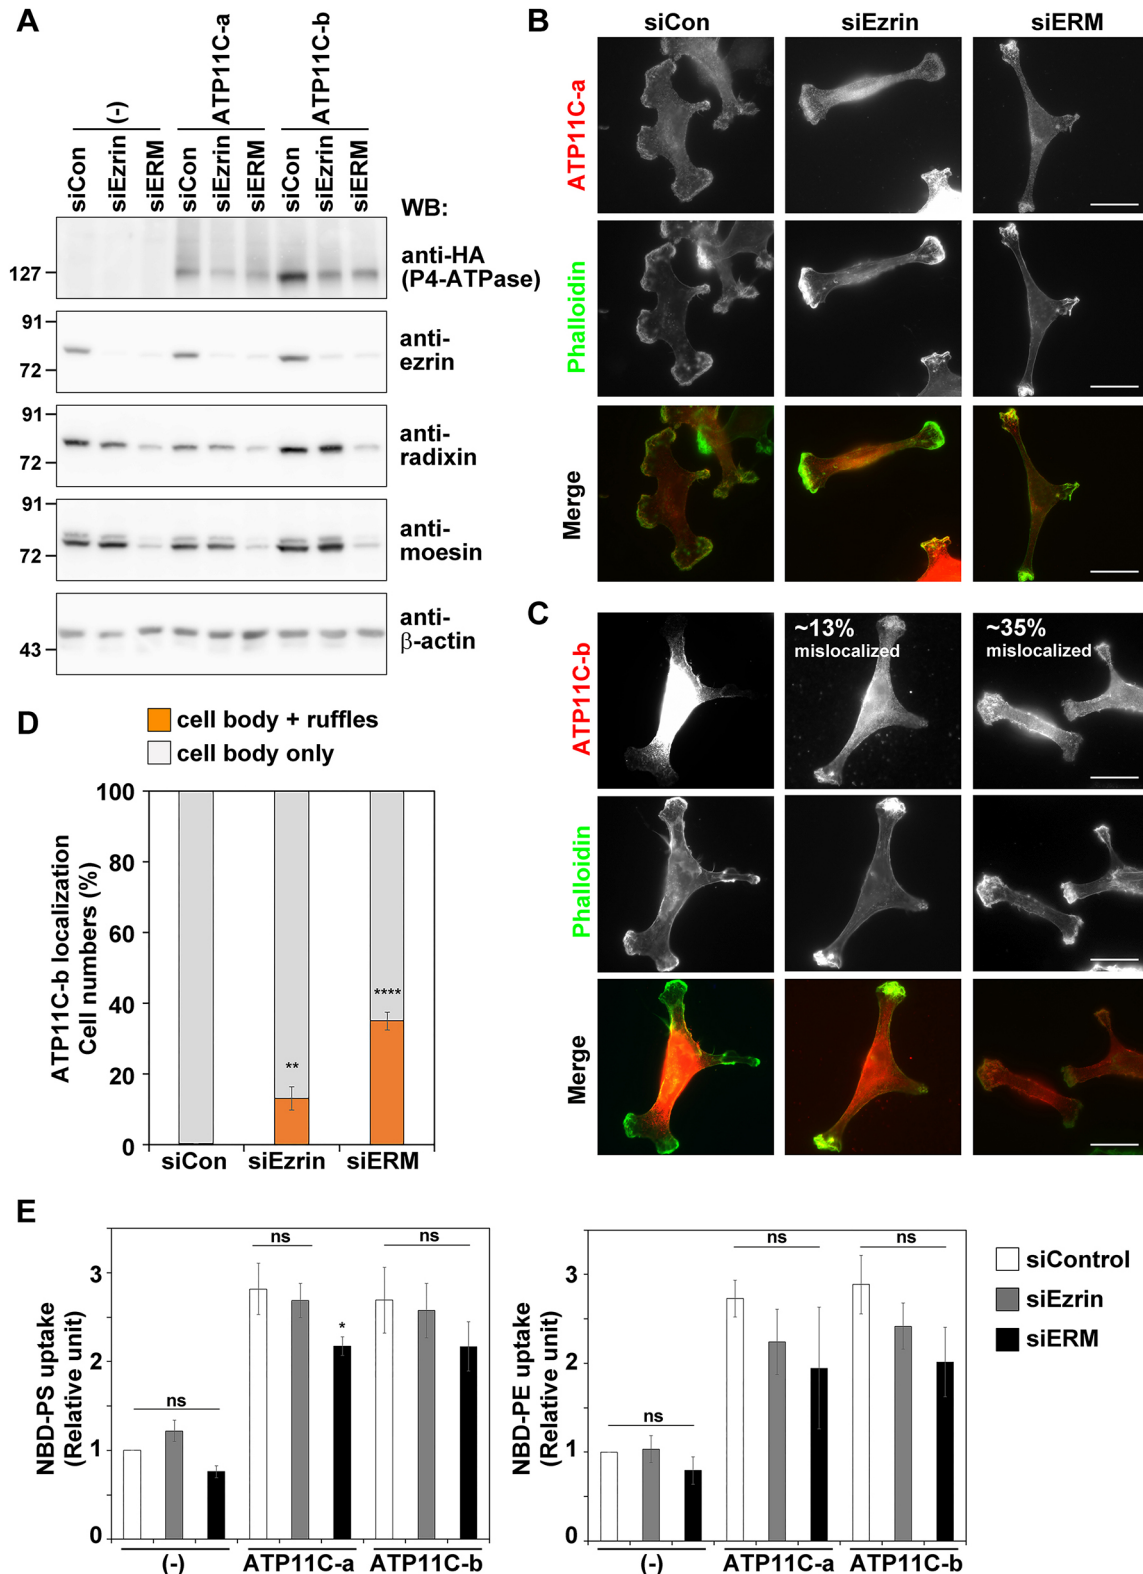 A
(-)
ATP11C-a
ATP11C-b
siCon
siEzrin
siERM
siCon
siEzrin
siERM
siCon
siEzrin
siERM
WB:
127
anti-HA
(P4-ATPase)
91
72
anti-
ezrin
91
72
anti-
radixin
91
72
anti-
moesin
43
anti-
β-actin
B
siCon siEzrin siERM
ATP11C-a
Phalloidin
Merge
C
~13%
mislocalized
~35%
mislocalized
ATP11C-b
Phalloidin
Merge
D
cell body + ruffles
cell body only
ATP11C-b localization
Cell numbers (%)
100
80
60
40
20
0
**
****
siCon siEzrin siERM
E
NBD-PS uptake
(Relative unit)
3
2
1
0
ns
ns
*
ns
(-) ATP11C-a ATP11C-b
NBD-PE uptake
(Relative unit)
3
2
1
0
ns
ns
ns
(-) ATP11C-a ATP11C-b
siControl
siEzrin
siERM